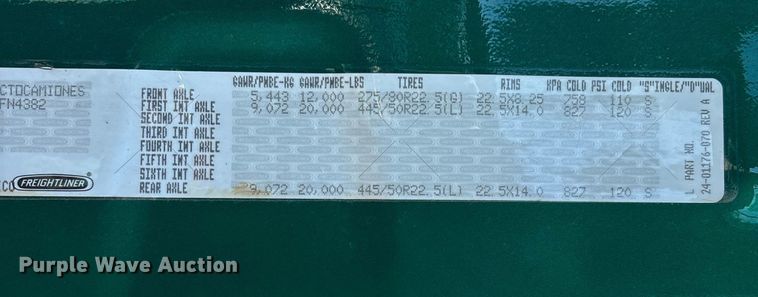 GAWR/PNBE-KG GAWR/PNBE-LBS TIRES RIMS KPA COLD PSI COLD "S"INGLE/"D"UAL
CTOCAMIONES
FN4382
FRONT AXLE 5,443 12,000 275/80R22.5(G) 22.5X8.25 758 110 S
FIRST INT AXLE 9,072 20,000 445/50R22.5(L) 22.5X14.0 827 120 S
SECOND INT AXLE
THIRD INT AXLE
FOURTH INT AXLE
FIFTH INT AXLE
SIXTH INT AXLE
REAR AXLE 9,072 20,000 445/50R22.5(L) 22.5X14.0 827 120 S
CO
FREIGHTLINER
L PART NO.
24-01176-070 REV A
Purple Wave Auction